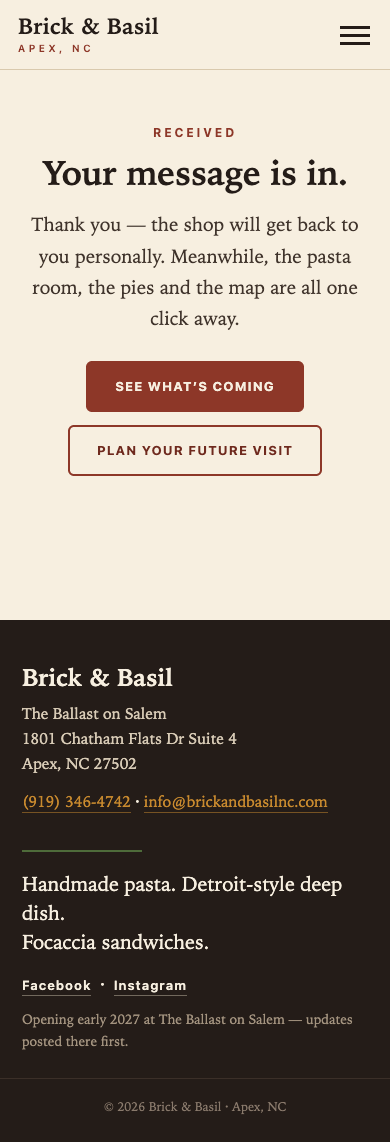 Brick & Basil
APEX, NC
RECEIVED
Your message is in.
Thank you — the shop will get back to
you personally. Meanwhile, the pasta
room, the pies and the map are all one
click away.
SEE WHAT’S COMING
PLAN YOUR FUTURE VISIT
Brick & Basil
The Ballast on Salem
1801 Chatham Flats Dr Suite 4
Apex, NC 27502
(919) 346-4742 · info@brickandbasilnc.com
Handmade pasta. Detroit-style deep
dish.
Focaccia sandwiches.
Facebook · Instagram
Opening early 2027 at The Ballast on Salem — updates
posted there first.
© 2026 Brick & Basil · Apex, NC